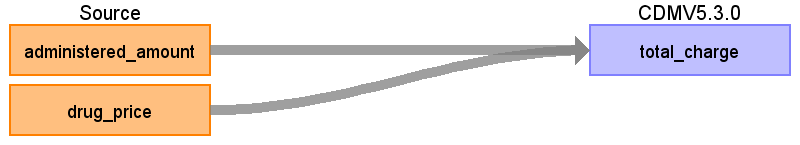 Source
CDMV5.3.0
administered_amount
total_charge
drug_price